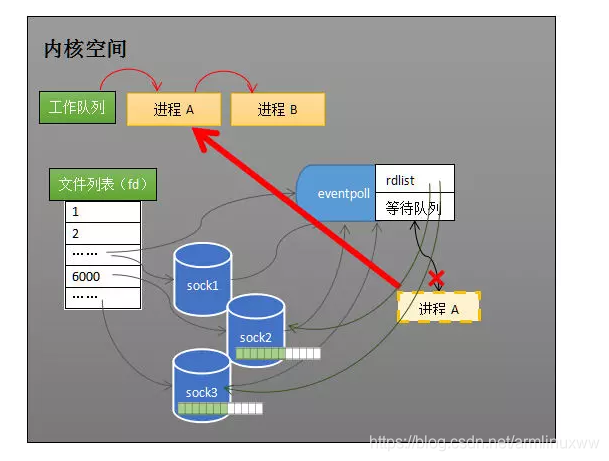 内核空间
工作队列
进程 A
进程 B
文件列表（fd）
1
2
……
6000
……
eventpoll
rdlist
等待队列
sock1
sock2
sock3
进程 A
https://blog.csdn.net/armlinuxww